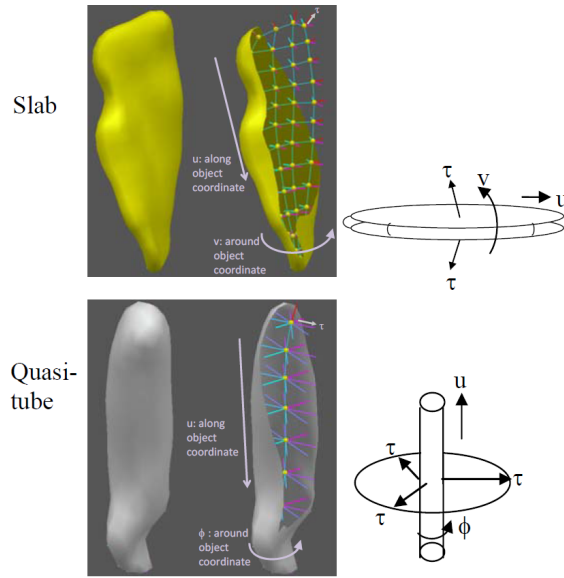 Slab
τ
u: along
object
coordinate
v: around
object
coordinate
τ
v
u
τ
Quasi-
tube
τ
u: along
object
coordinate
ϕ : around
object
coordinate
u
τ
τ
τ
ϕ